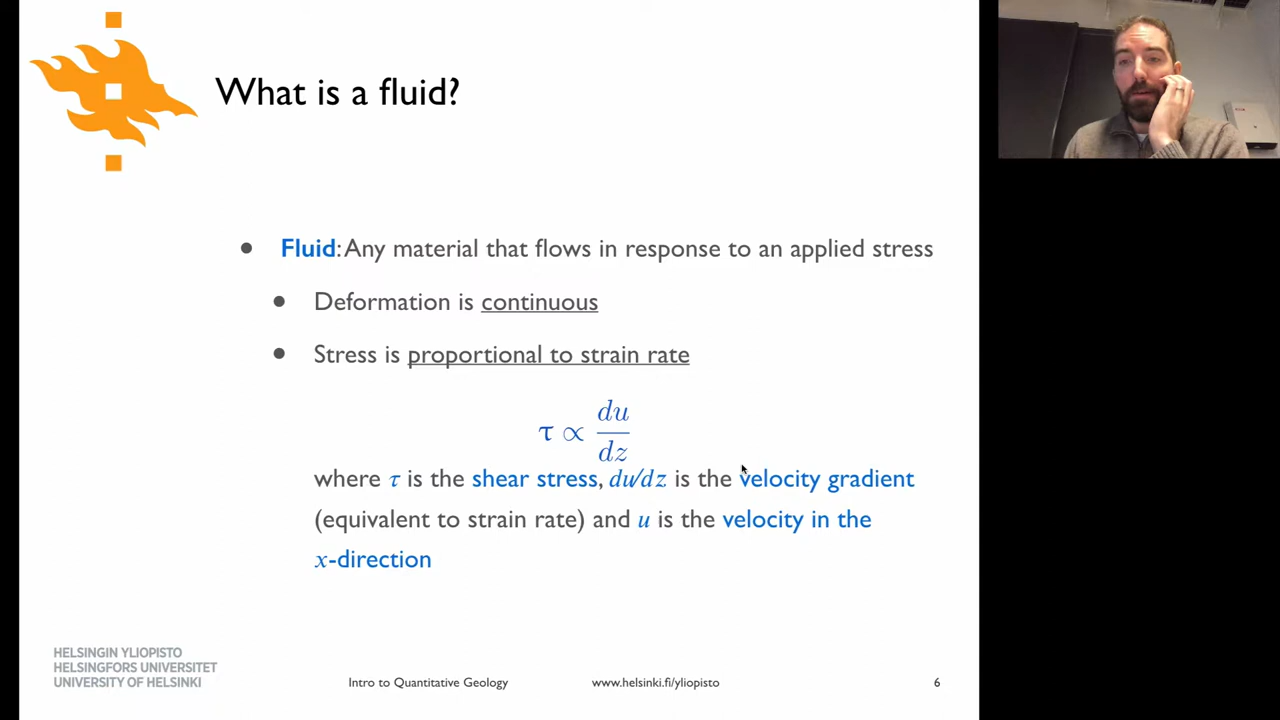 What is a fluid?
• Fluid: Any material that flows in response to an applied stress
• Deformation is continuous
• Stress is proportional to strain rate
τ ∝ du/dz
where τ is the shear stress, du/dz is the velocity gradient
(equivalent to strain rate) and u is the velocity in the
x-direction
HELSINGIN YLIOPISTO
HELSINGFORS UNIVERSITET
UNIVERSITY OF HELSINKI
Intro to Quantitative Geology
www.helsinki.fi/yliopisto
6